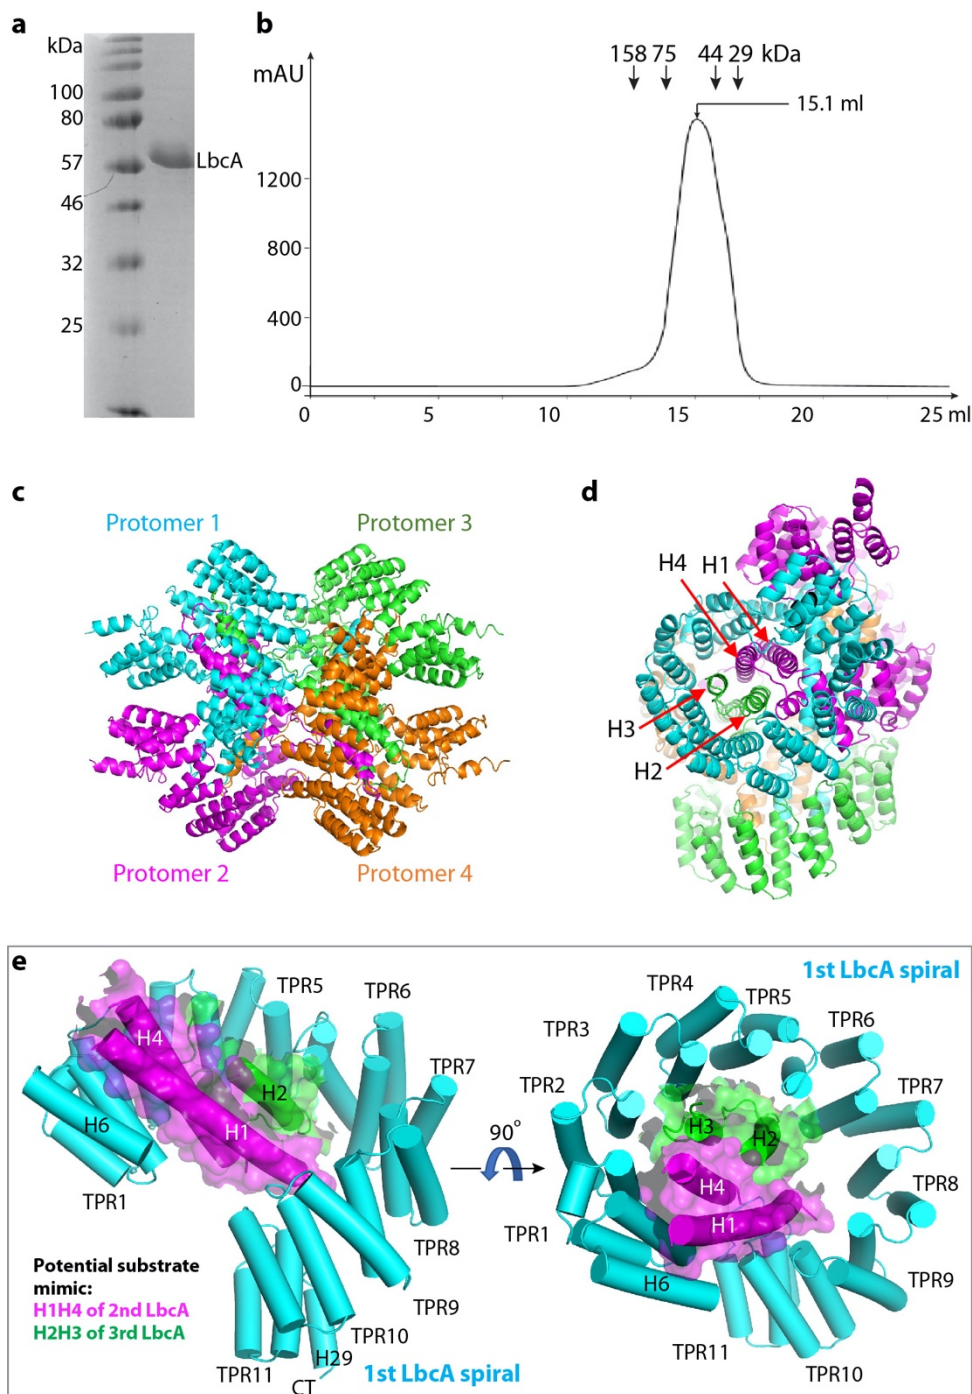 a
kDa
100
80
57
46
32
25
LbcA
b
mAU
158 75 44 29 kDa
15.1 ml
1200
800
400
0
0 5 10 15 20 25 ml
c
Protomer 1
Protomer 3
Protomer 2
Protomer 4
d
H4 H1
H3
H2
e
1st LbcA spiral
TPR5
TPR6
TPR7
H4
H2
H6
H1
TPR1
TPR8
TPR9
TPR10
TPR11
H29
CT
1st LbcA spiral
Potential substrate
mimic:
H1H4 of 2nd LbcA
H2H3 of 3rd LbcA
90°
TPR4
TPR5
TPR3
TPR6
TPR2
TPR7
H3
H2
H4
TPR8
H1
TPR1
H6
TPR9
TPR11
TPR10